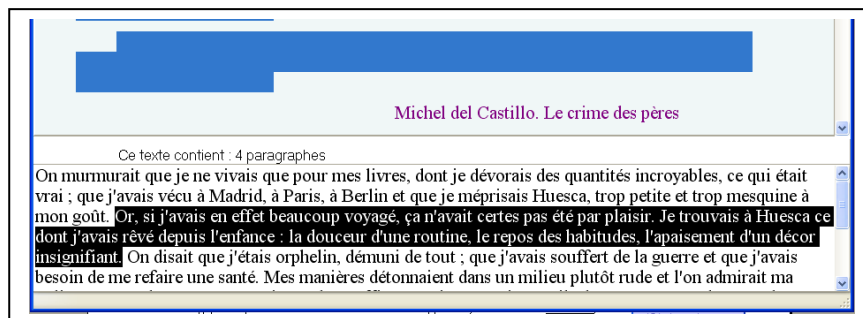 Michel del Castillo. Le crime des pères
Ce texte contient : 4 paragraphes
On murmurait que je ne vivais que pour mes livres, dont je dévorais des quantités incroyables, ce qui était
vrai ; que j'avais vécu à Madrid, à Paris, à Berlin et que je méprisais Huesca, trop petite et trop mesquine à
mon goût. Or, si j'avais en effet beaucoup voyagé, ça n'avait certes pas été par plaisir. Je trouvais à Huesca ce
dont j'avais rêvé depuis l'enfance : la douceur d'une routine, le repos des habitudes, l'apaisement d'un décor
insignifiant. On disait que j'étais orphelin, démuni de tout ; que j'avais souffert de la guerre et que j'avais
besoin de me refaire une santé. Mes manières détonnaient dans un milieu plutôt rude et l'on admirait ma